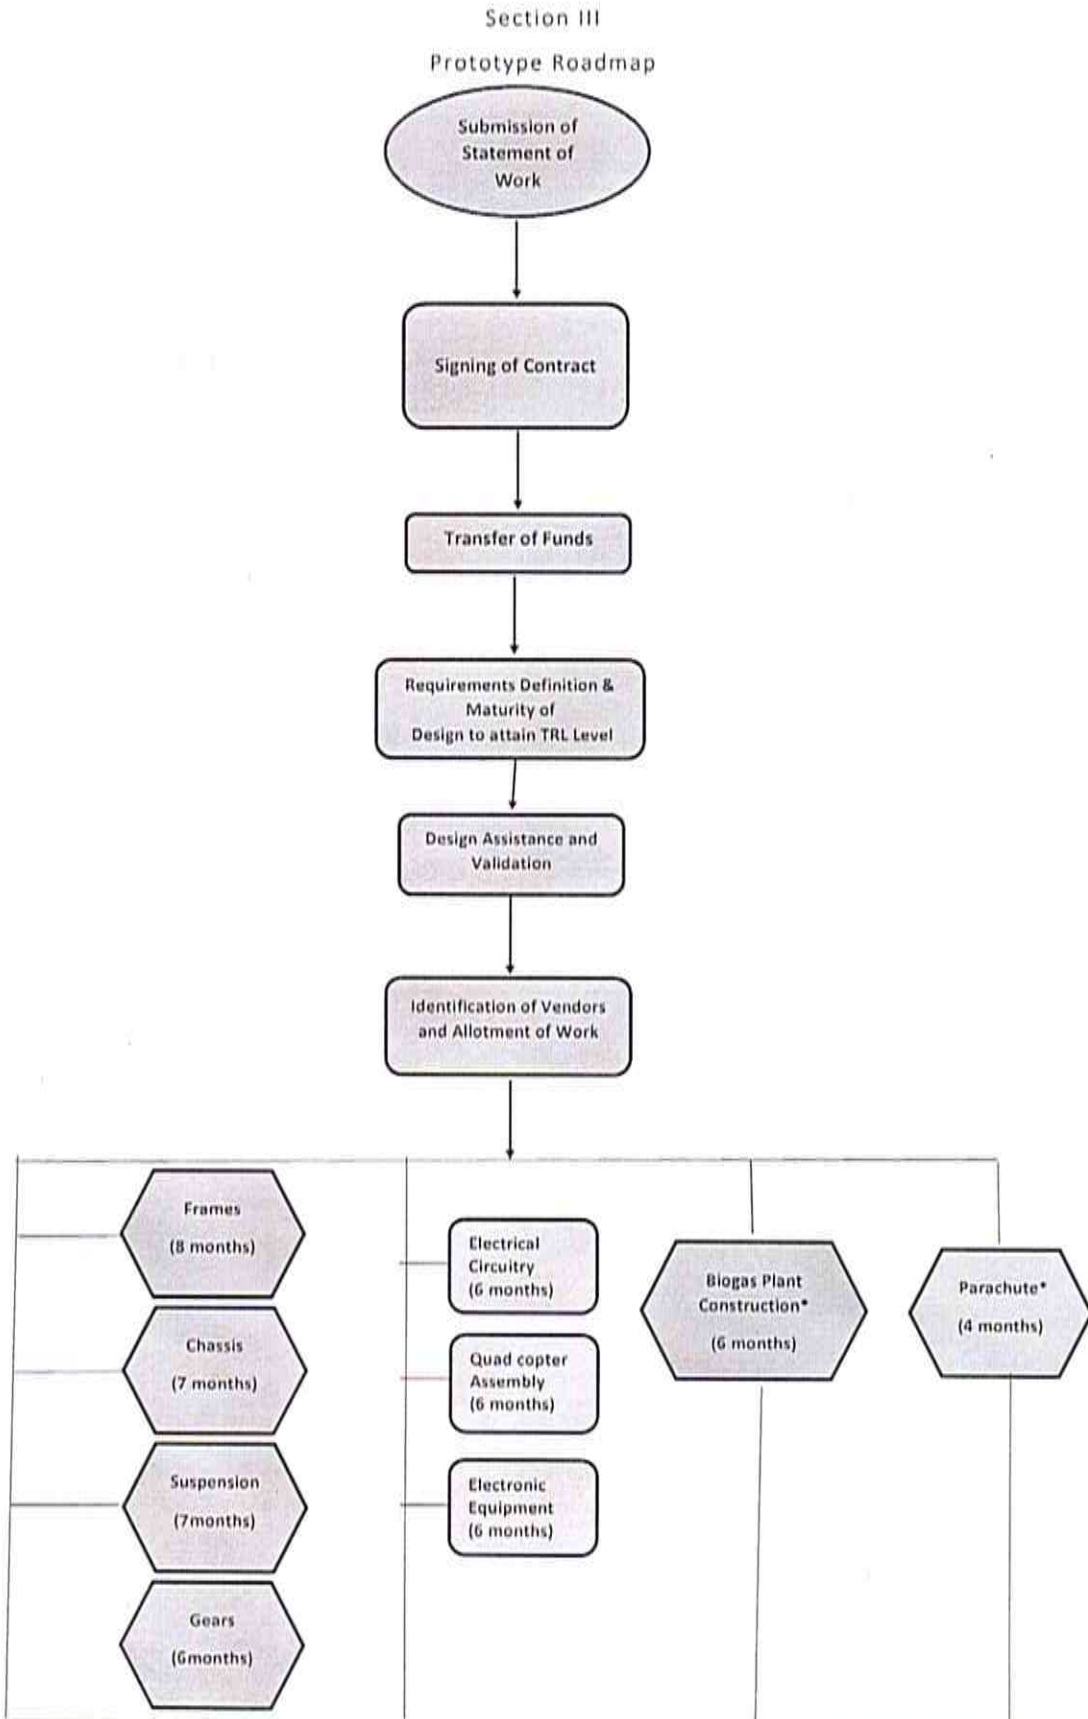 Section III
Prototype Roadmap
Submission of
Statement of
Work
Signing of Contract
Transfer of Funds
Requirements Definition &
Maturity of
Design to attain TRL Level
Design Assistance and
Validation
Identification of Vendors
and Allotment of Work
Frames
(8 months)
Chassis
(7 months)
Suspension
(7months)
Gears
(6months)
Electrical
Circuitry
(6 months)
Quad copter
Assembly
(6 months)
Electronic
Equipment
(6 months)
Biogas Plant
Construction*
(6 months)
Parachute*
(4 months)